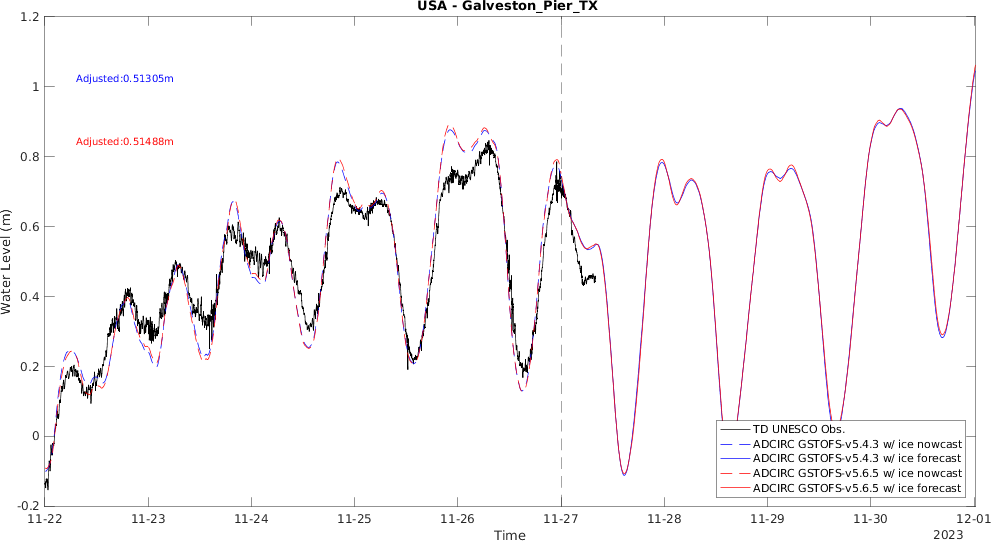 USA - Galveston_Pier_TX
1.2
1
0.8
0.6
0.4
0.2
0
-0.2
Water Level (m)
Adjusted:0.51305m
Adjusted:0.51488m
TD UNESCO Obs.
ADCIRC GSTOFS-v5.4.3 w/ ice nowcast
ADCIRC GSTOFS-v5.4.3 w/ ice forecast
ADCIRC GSTOFS-v5.6.5 w/ ice nowcast
ADCIRC GSTOFS-v5.6.5 w/ ice forecast
11-22 11-23 11-24 11-25 11-26 11-27 11-28 11-29 11-30 12-01
Time
2023